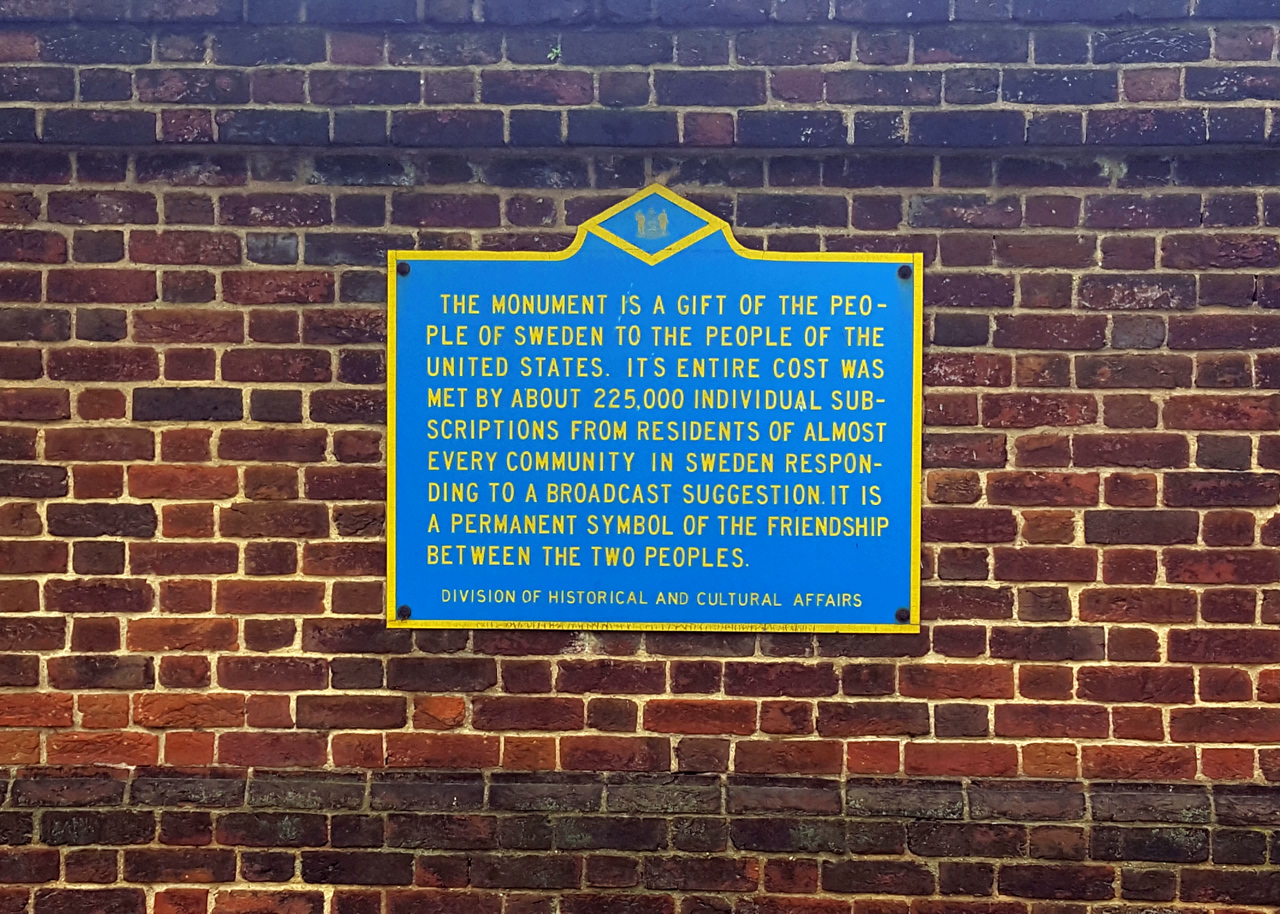 THE MONUMENT IS A GIFT OF THE PEO-
PLE OF SWEDEN TO THE PEOPLE OF THE
UNITED STATES. IT'S ENTIRE COST WAS
MET BY ABOUT 225,000 INDIVIDUAL SUB-
SCRIPTIONS FROM RESIDENTS OF ALMOST
EVERY COMMUNITY IN SWEDEN RESPON-
DING TO A BROADCAST SUGGESTION. IT IS
A PERMANENT SYMBOL OF THE FRIENDSHIP
BETWEEN THE TWO PEOPLES.
DIVISION OF HISTORICAL AND CULTURAL AFFAIRS